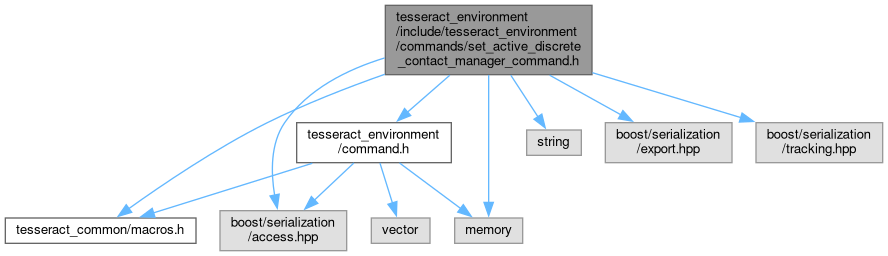 tesseract_environment
/include/tesseract_environment
/commands/set_active_discrete
_contact_manager_command.h
tesseract_environment
/command.h
string
boost/serialization
/export.hpp
boost/serialization
/tracking.hpp
tesseract_common/macros.h
boost/serialization
/access.hpp
vector
memory